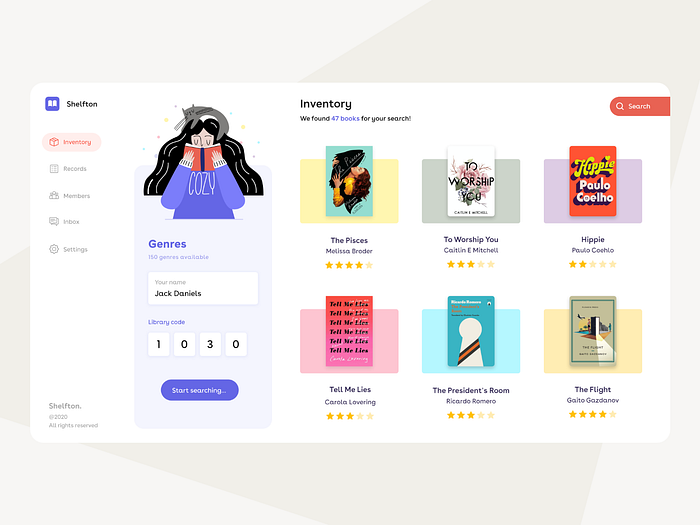 Shelfton
Inventory
Records
Members
Inbox
Settings
Shelfton.
©2020
All rights reserved
COZY
Genres
150 genres available
Your name
Jack Daniels
Library code
1 0 3 0
Start searching...
Inventory
We found 47 books for your search!
Search
Pisces
The Pisces
Melissa Broder
TO
WORSHIP
YOU
CAITLIN E MITCHELL
To Worship You
Caitlin E Mitchell
Hippie
Paulo
Coelho
Hippie
Paulo Coehlo
Tell Me Lies
Tell Me Lies
Tell Me Lies
Tell Me Lies
Tell Me Lies
Tell Me Lies
Carola Lovering
Tell Me Lies
Carola Lovering
Ricardo Romero
The President's Room
Ricardo Romero
THE FLIGHT
GAITO GAZDANOV
The Flight
Gaito Gazdanov